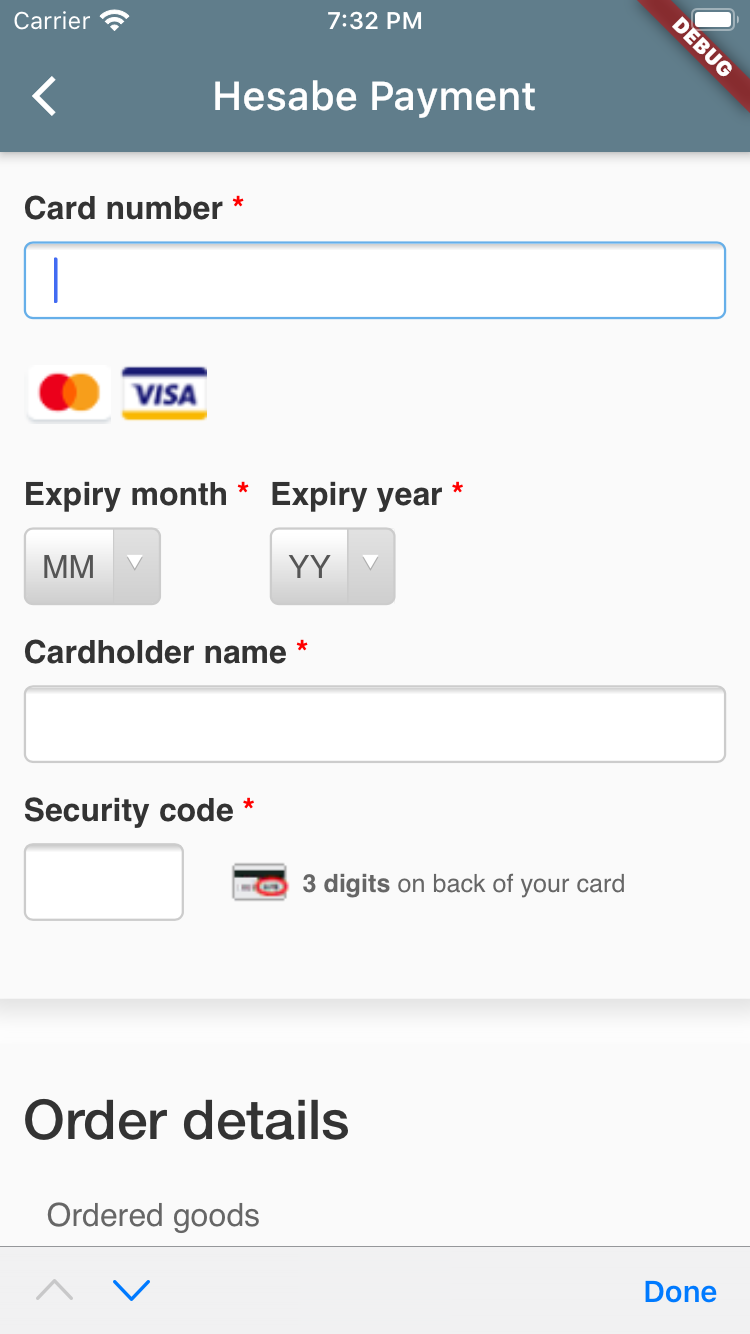 Carrier 7:32 PM
DEBUG
Hesabe Payment
Card number *
VISA
Expiry month * Expiry year *
MM YY
Cardholder name *
Security code *
3 digits on back of your card
Order details
Ordered goods
Done